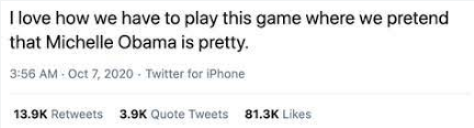 I love how we have to play this game where we pretend
that Michelle Obama is pretty.
3:56 AM · Oct 7, 2020 · Twitter for iPhone
13.9K Retweets 3.9K Quote Tweets 81.3K Likes